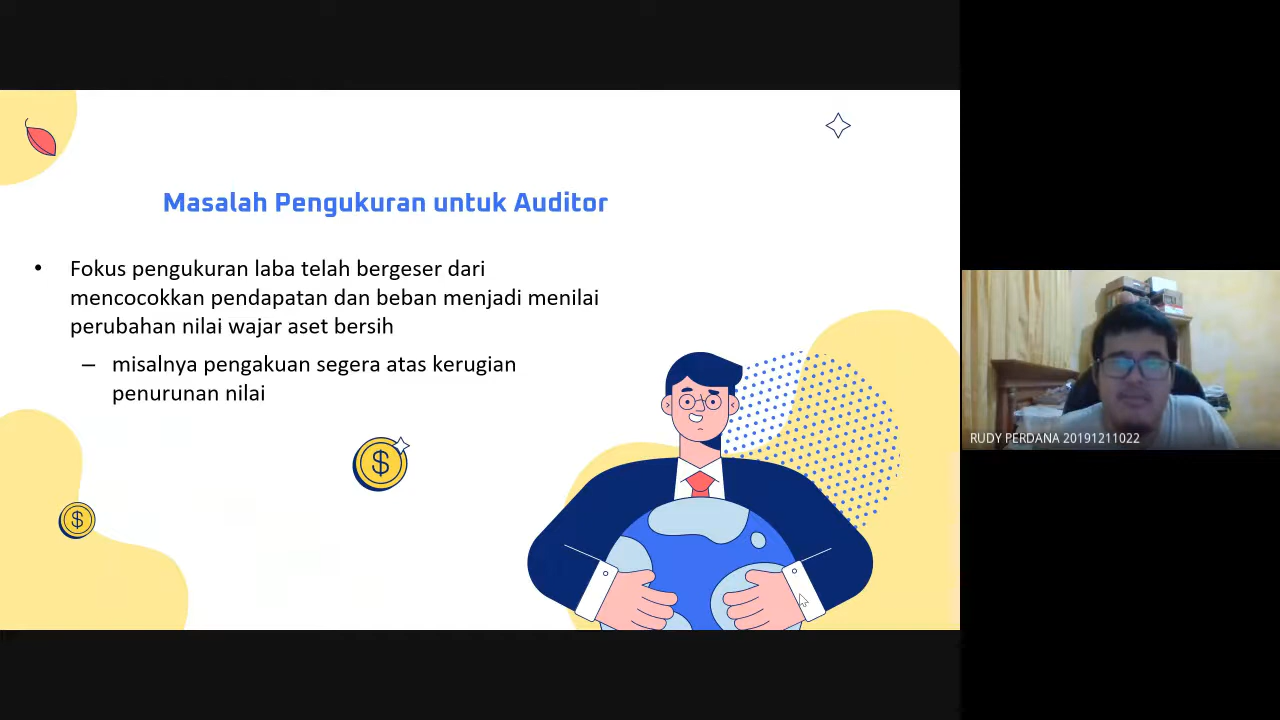 Masalah Pengukuran untuk Auditor
• Fokus pengukuran laba telah bergeser dari
mencocokkan pendapatan dan beban menjadi menilai
perubahan nilai wajar aset bersih
– misalnya pengakuan segera atas kerugian
penurunan nilai
$
$
RUDY PERDANA 20191211022